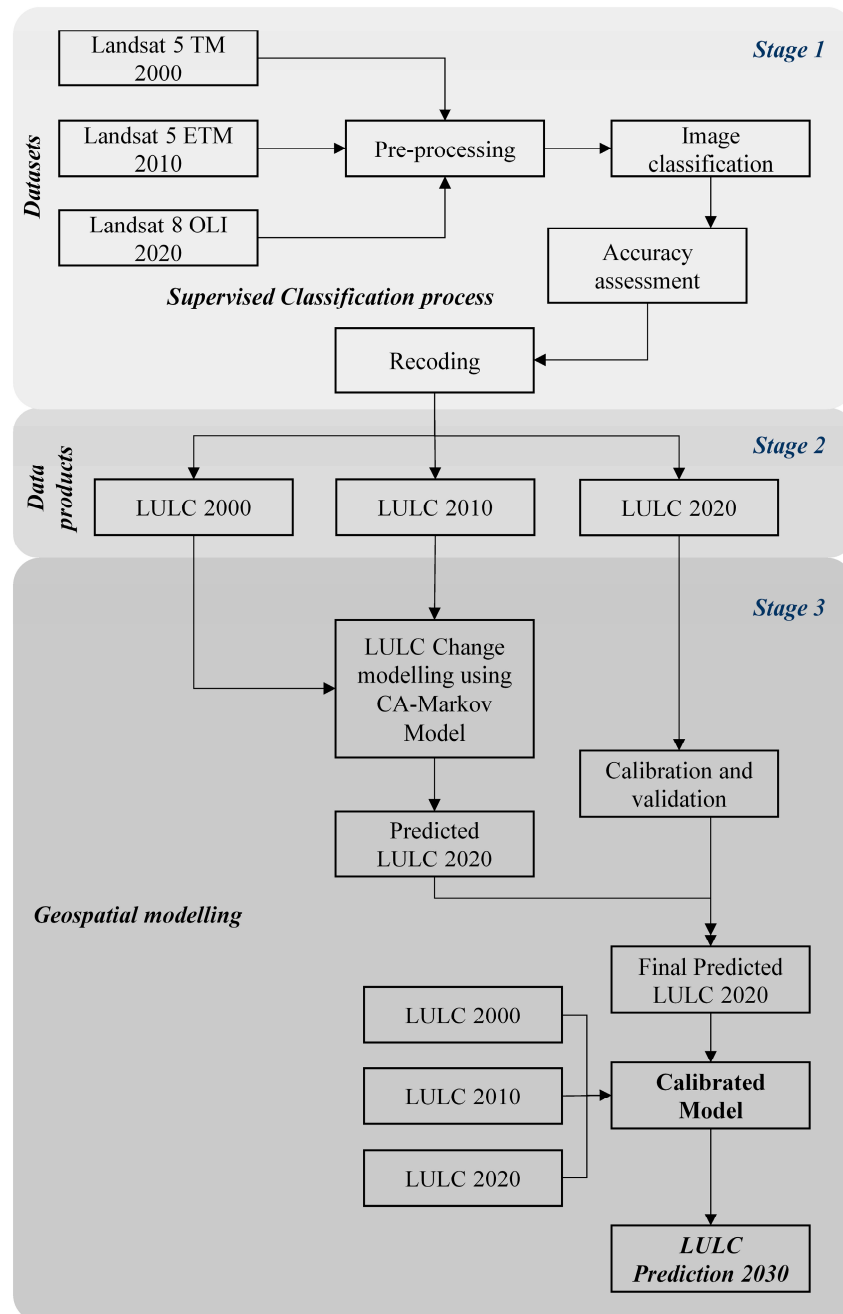 Stage 1
Datasets
Landsat 5 TM
2000
Landsat 5 ETM
2010
Landsat 8 OLI
2020
Pre-processing
Image
classification
Accuracy
assessment
Supervised Classification process
Recoding
Stage 2
Data
products
LULC 2000
LULC 2010
LULC 2020
Stage 3
LULC Change
modelling using
CA-Markov
Model
Calibration and
validation
Predicted
LULC 2020
Geospatial modelling
Final Predicted
LULC 2020
LULC 2000
LULC 2010
LULC 2020
Calibrated
Model
LULC
Prediction 2030